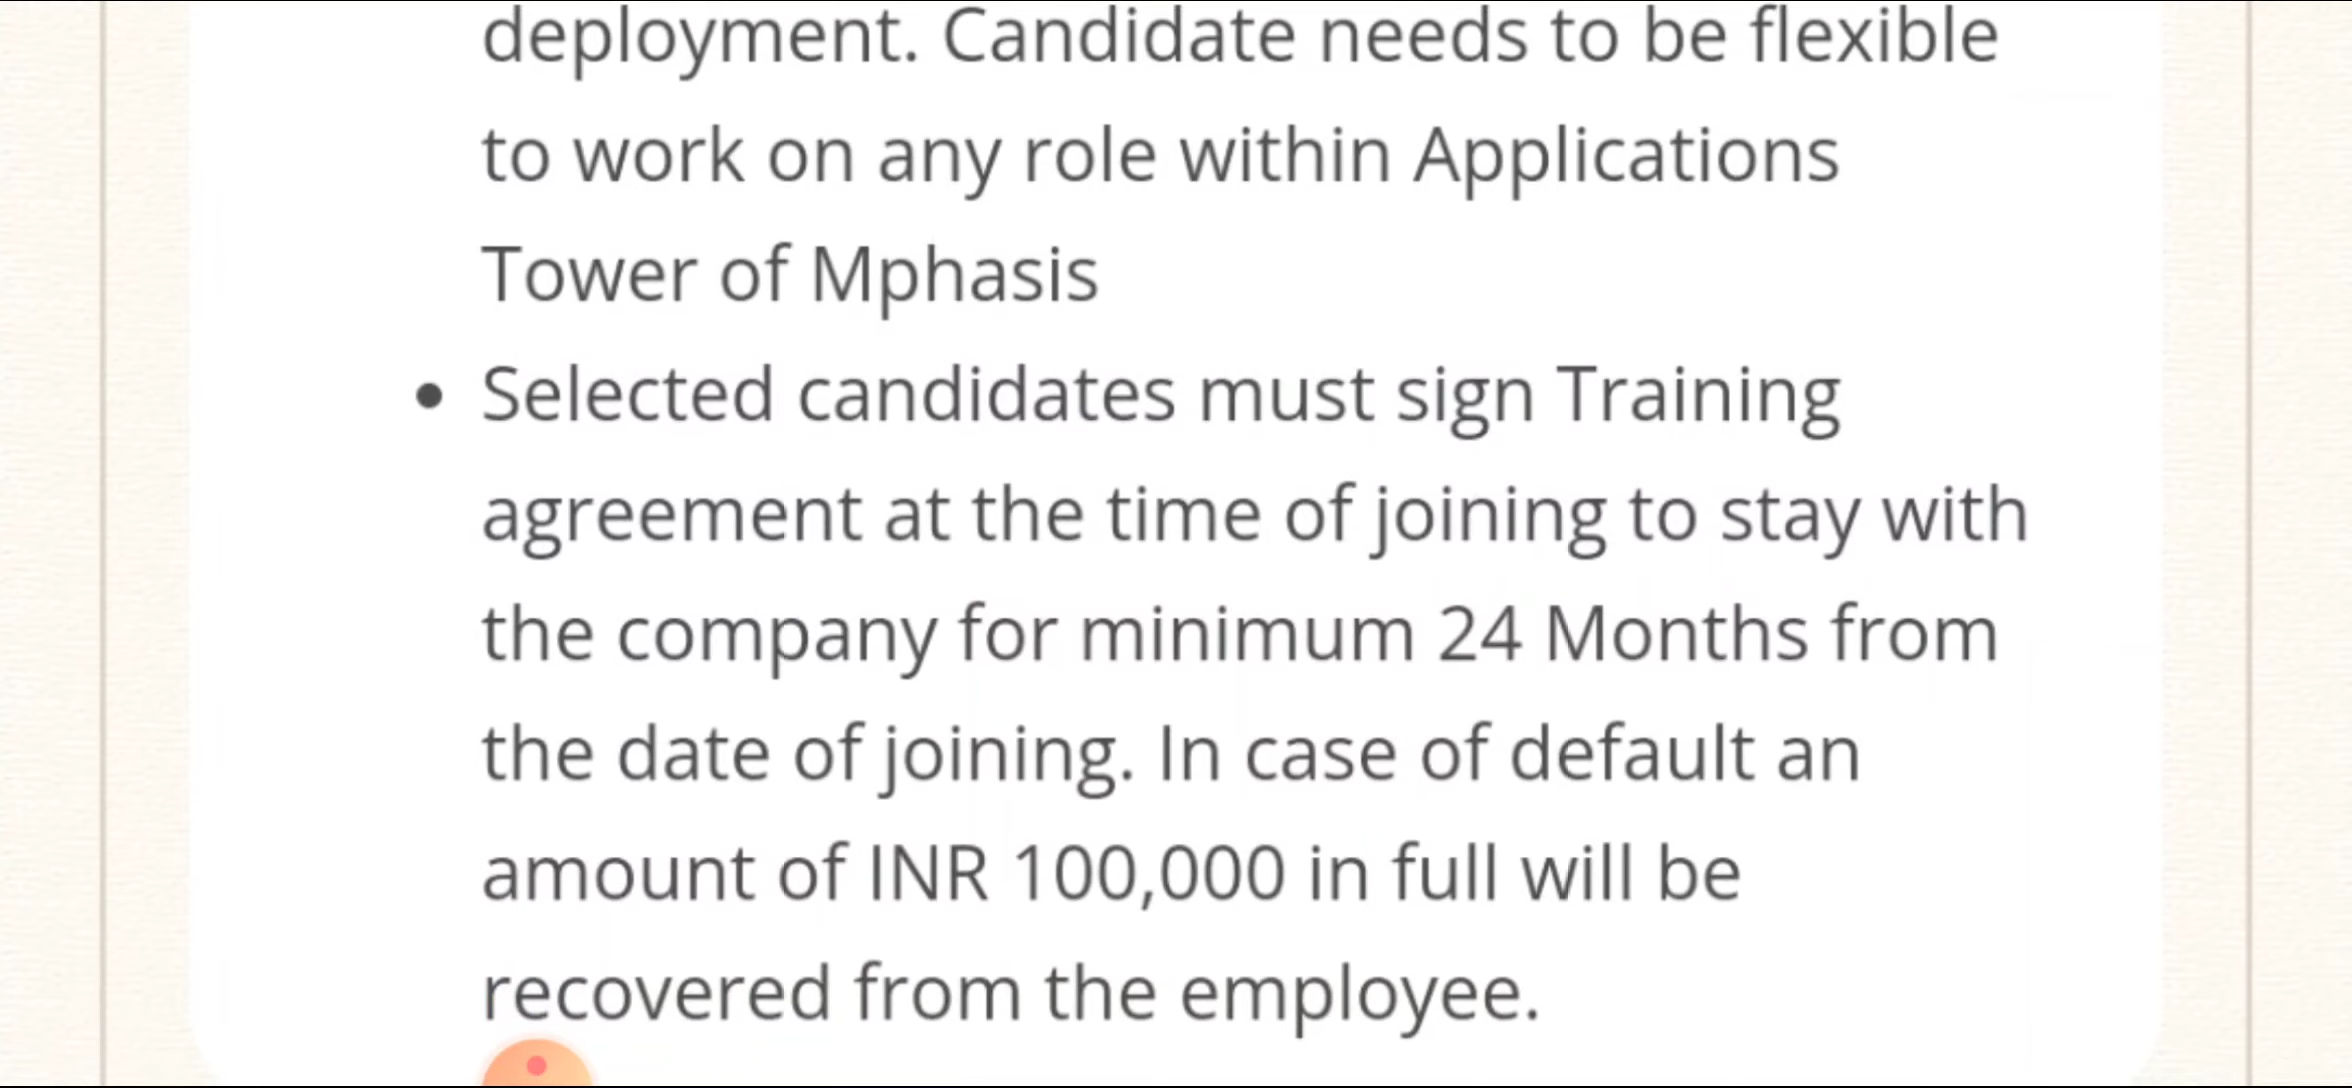 deployment. Candidate needs to be flexible
to work on any role within Applications
Tower of Mphasis
• Selected candidates must sign Training
agreement at the time of joining to stay with
the company for minimum 24 Months from
the date of joining. In case of default an
amount of INR 100,000 in full will be
recovered from the employee.